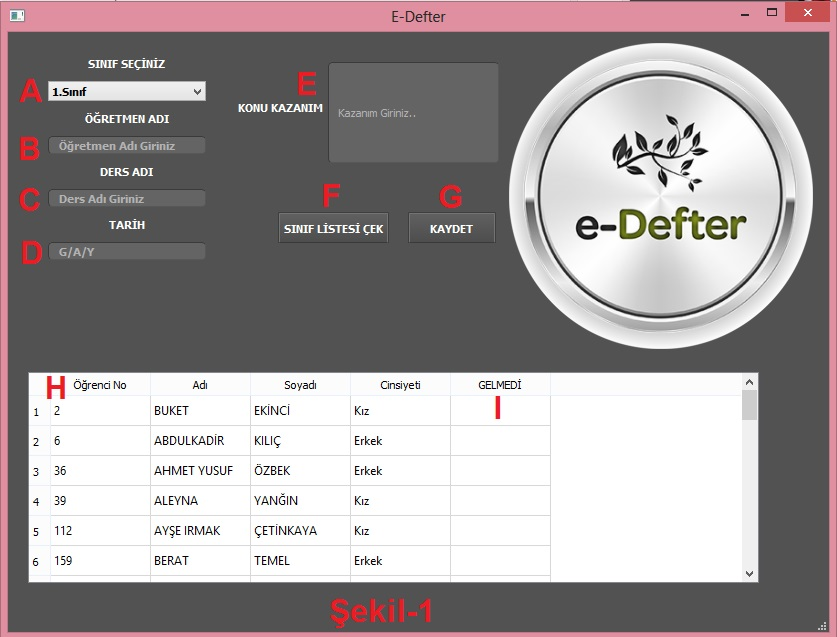 E-Defter
SINIF SEÇİNİZ
A 1.Sınıf
ÖĞRETMEN ADI
B Öğretmen Adı Giriniz
DERS ADI
C Ders Adı Giriniz
TARİH
D G/A/Y
E
KONU KAZANIM
Kazanım Giriniz..
F G
SINIF LİSTESİ ÇEK KAYDET
e-Defter
H Öğrenci No Adı Soyadı Cinsiyeti GELMEDİ
I
1 2 BUKET EKİNCİ Kız
2 6 ABDULKADİR KILIÇ Erkek
3 36 AHMET YUSUF ÖZBEK Erkek
4 39 ALEYNA YANĞIN Kız
5 112 AYŞE IRMAK ÇETİNKAYA Kız
6 159 BERAT TEMEL Erkek
Şekil-1